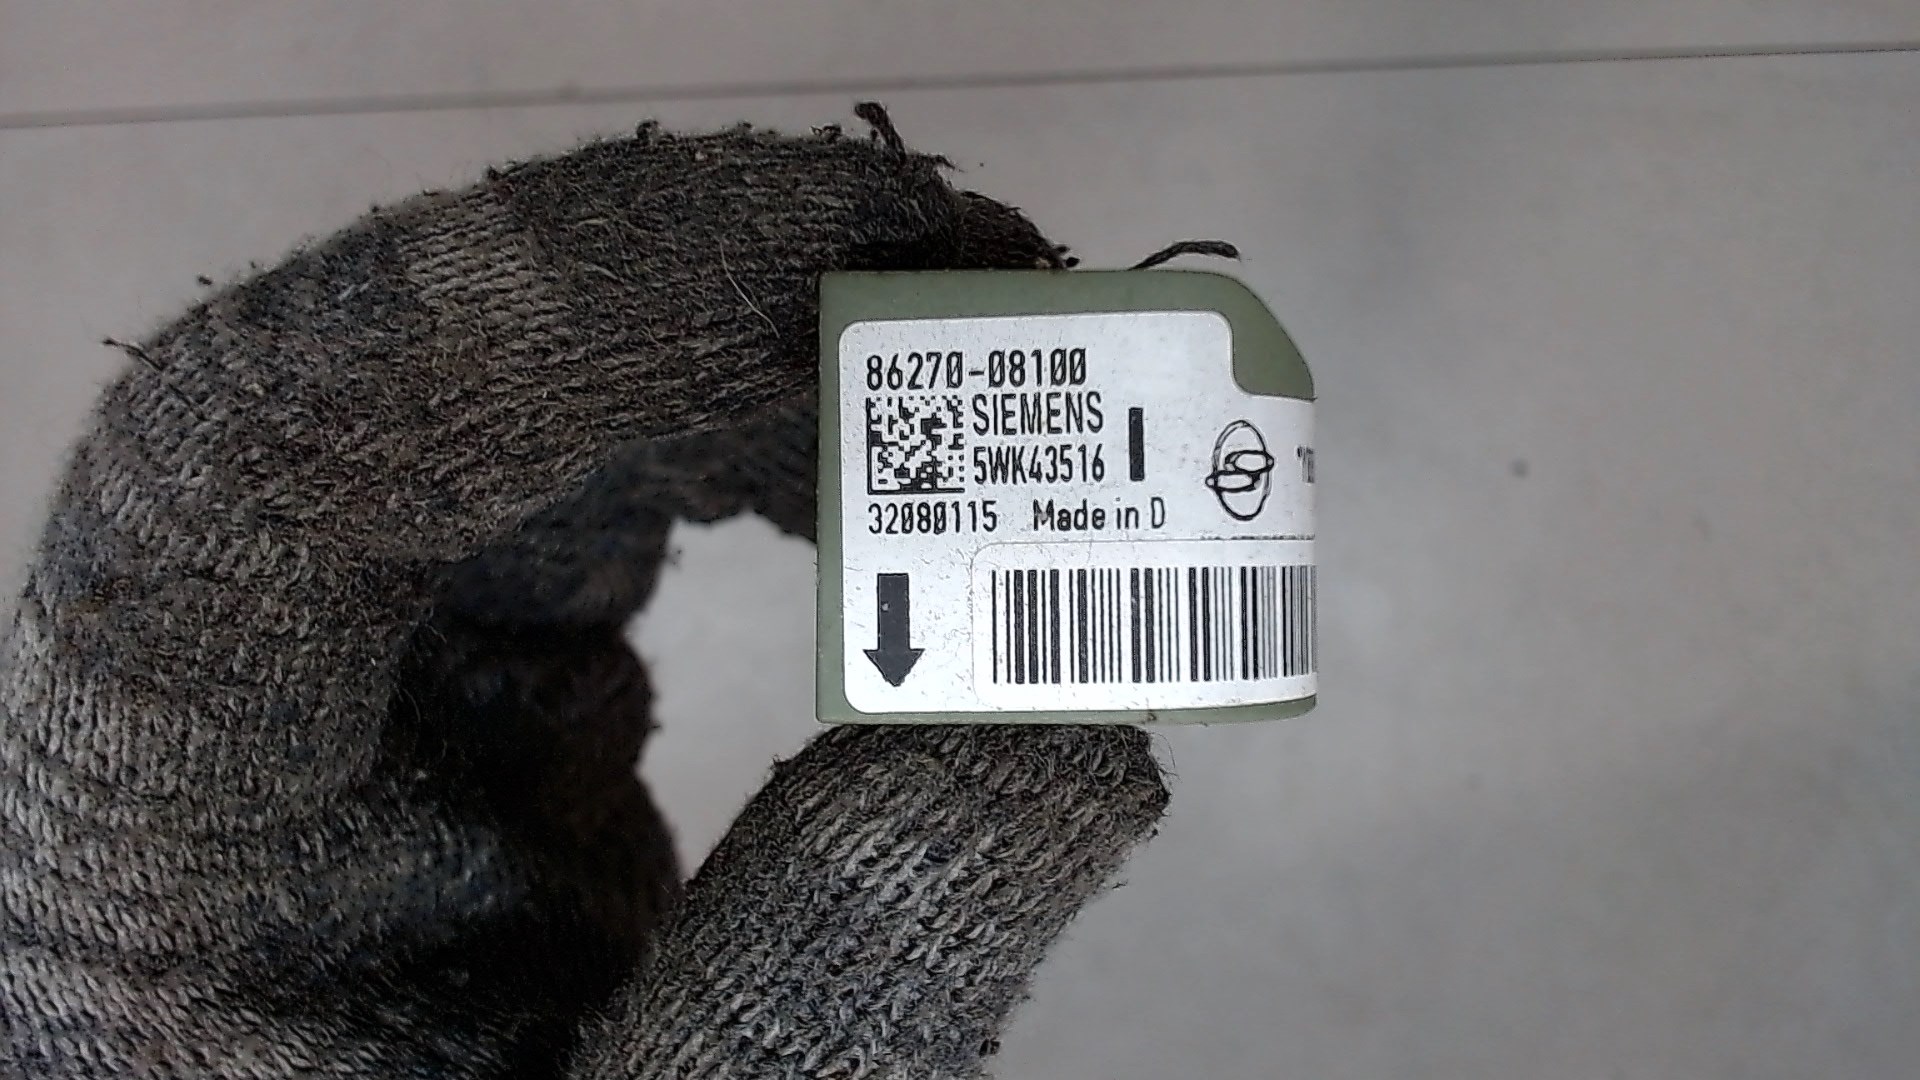 86270-08100
SIEMENS
5WK43516
32080115 Made in D